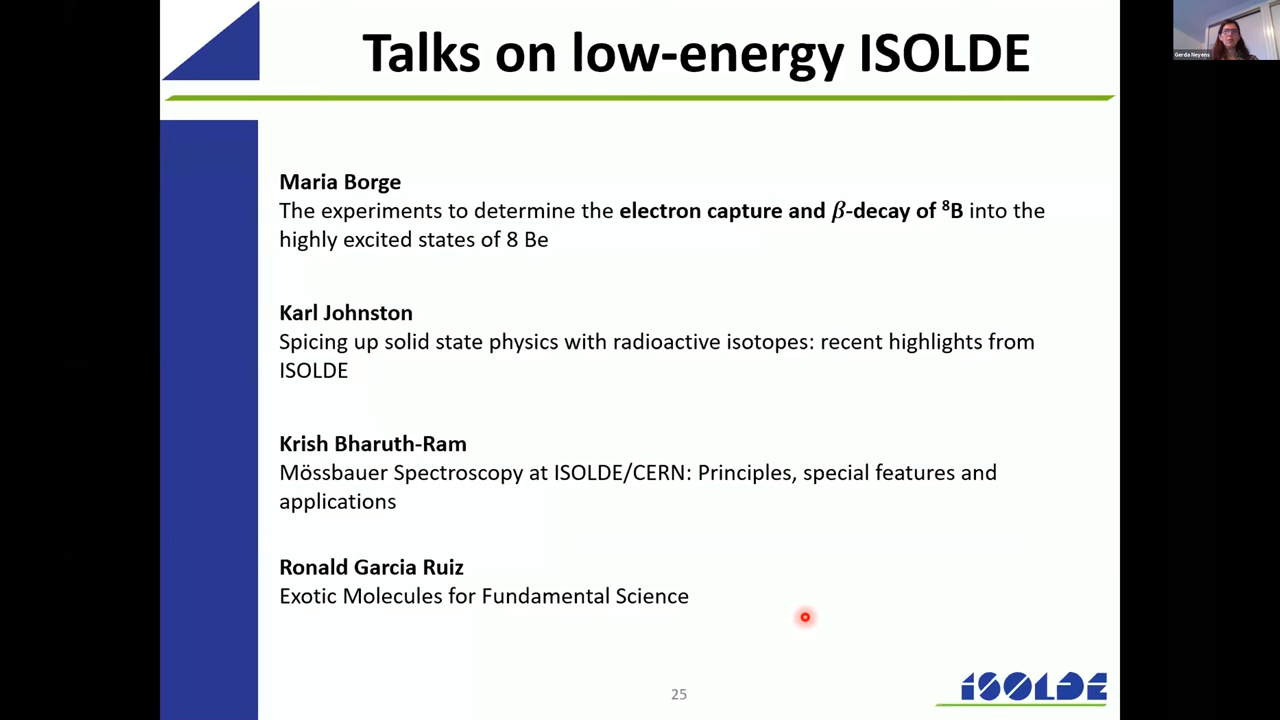 Talks on low-energy ISOLDE
Gerda Neyens
Maria Borge
The experiments to determine the electron capture and β-decay of ⁸B into the
highly excited states of 8 Be
Karl Johnston
Spicing up solid state physics with radioactive isotopes: recent highlights from
ISOLDE
Krish Bharuth-Ram
Mössbauer Spectroscopy at ISOLDE/CERN: Principles, special features and
applications
Ronald Garcia Ruiz
Exotic Molecules for Fundamental Science
25
ISOLDE